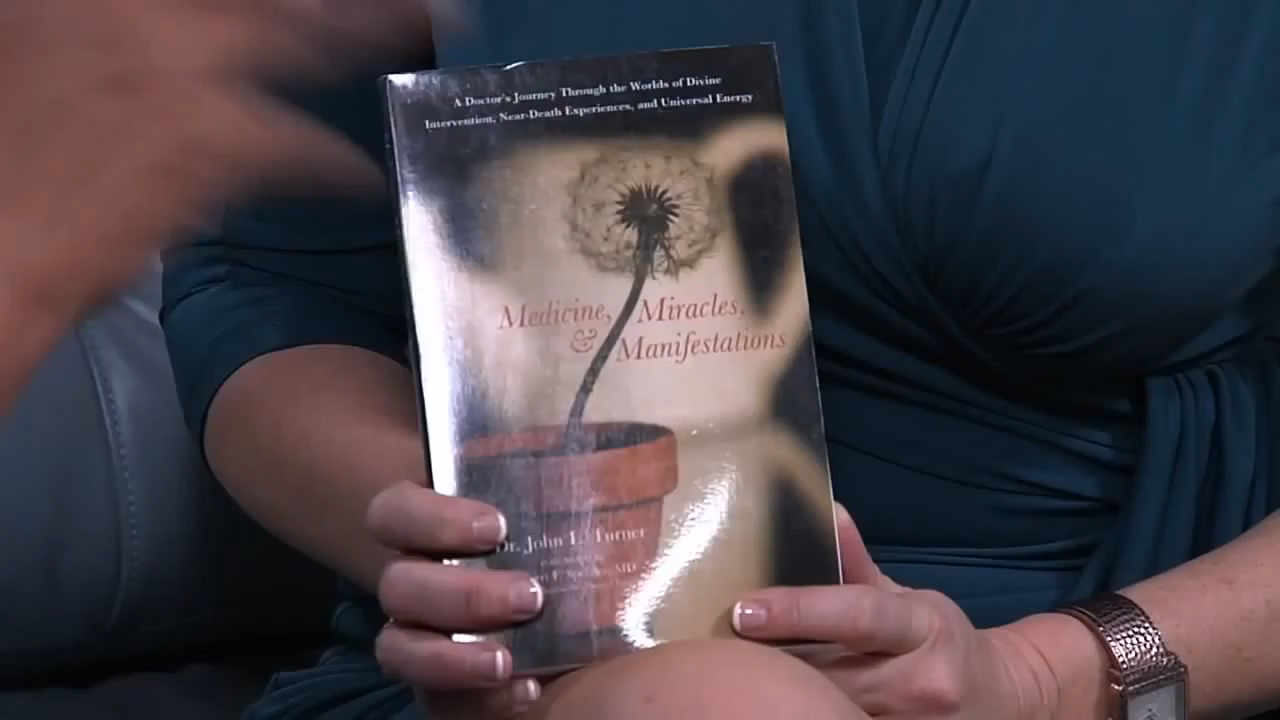 A Doctor's Journey Through the Worlds of Divine
Intervention, Near-Death Experiences, and Universal Energy
Medicine, Miracles,
& Manifestations
Dr. John L. Turner
MD